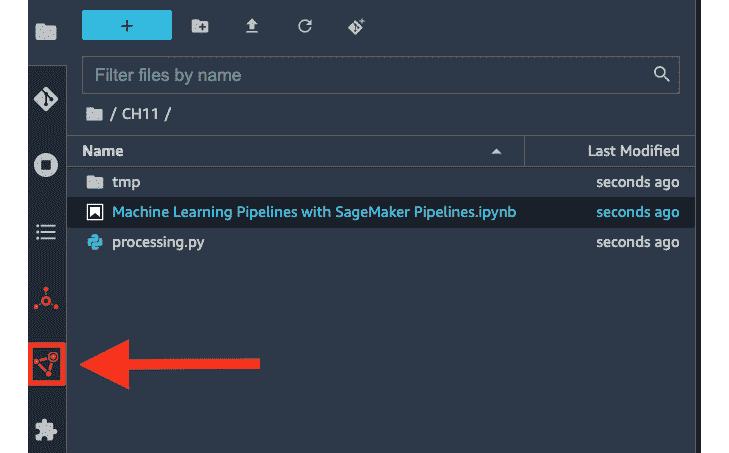 +
Filter files by name
/ CH11 /
Name Last Modified
tmp seconds ago
Machine Learning Pipelines with SageMaker Pipelines.ipynb seconds ago
processing.py seconds ago